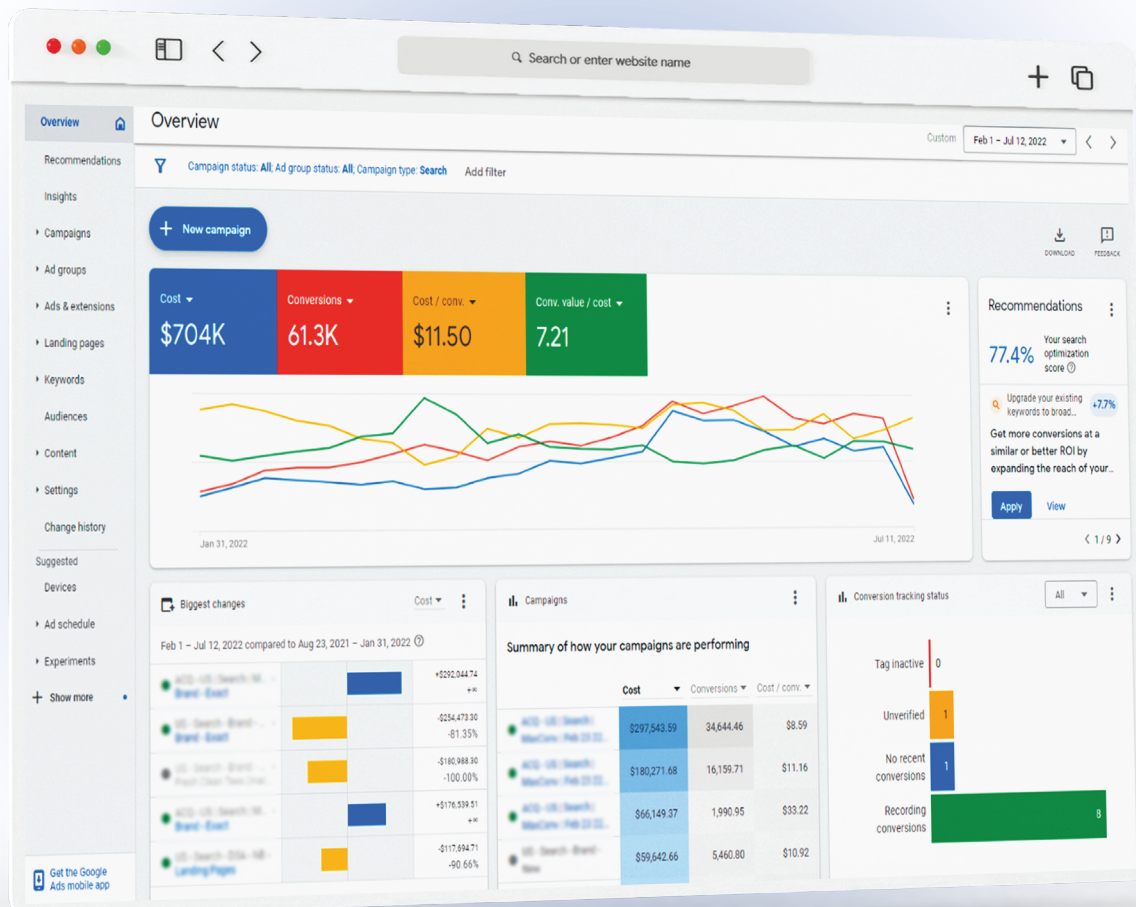 Search or enter website name
Overview
Recommendations
Insights
Campaigns
Ad groups
Ads & extensions
Landing pages
Keywords
Audiences
Content
Settings
Change history
Suggested
Devices
Ad schedule
Experiments
Show more
Get the Google
Ads mobile app
Overview
Custom
Feb 1 – Jul 12, 2022
Campaign status: All; Ad group status: All; Campaign type: Search
Add filter
New campaign
DOWNLOAD
FEEDBACK
Cost
$704K
Conversions
61.3K
Cost / conv.
$11.50
Conv. value / cost
7.21
Jan 31, 2022
Jul 11, 2022
Recommendations
77.4%
Your search
optimization
score
Upgrade your existing
keywords to broad...
+7.7%
Get more conversions at a
similar or better ROI by
expanding the reach of your...
Apply
View
1 / 9
Biggest changes
Cost
Feb 1 – Jul 12, 2022 compared to Aug 23, 2021 – Jan 31, 2022
Brand - Exact
+$292,044.74
+∞
Brand - Exact
-$254,473.30
-81.35%
-$180,988.30
-100.00%
Brand - Exact
+$176,539.51
+∞
Landing Pages
-$117,694.71
-90.66%
Campaigns
Summary of how your campaigns are performing
Cost
Conversions
Cost / conv.
$297,543.59
34,644.46
$8.59
$180,271.68
16,159.71
$11.16
$66,149.37
1,990.95
$33.22
$59,642.66
5,460.80
$10.92
Conversion tracking status
All
Tag inactive
0
Unverified
1
No recent
conversions
1
Recording
conversions
8